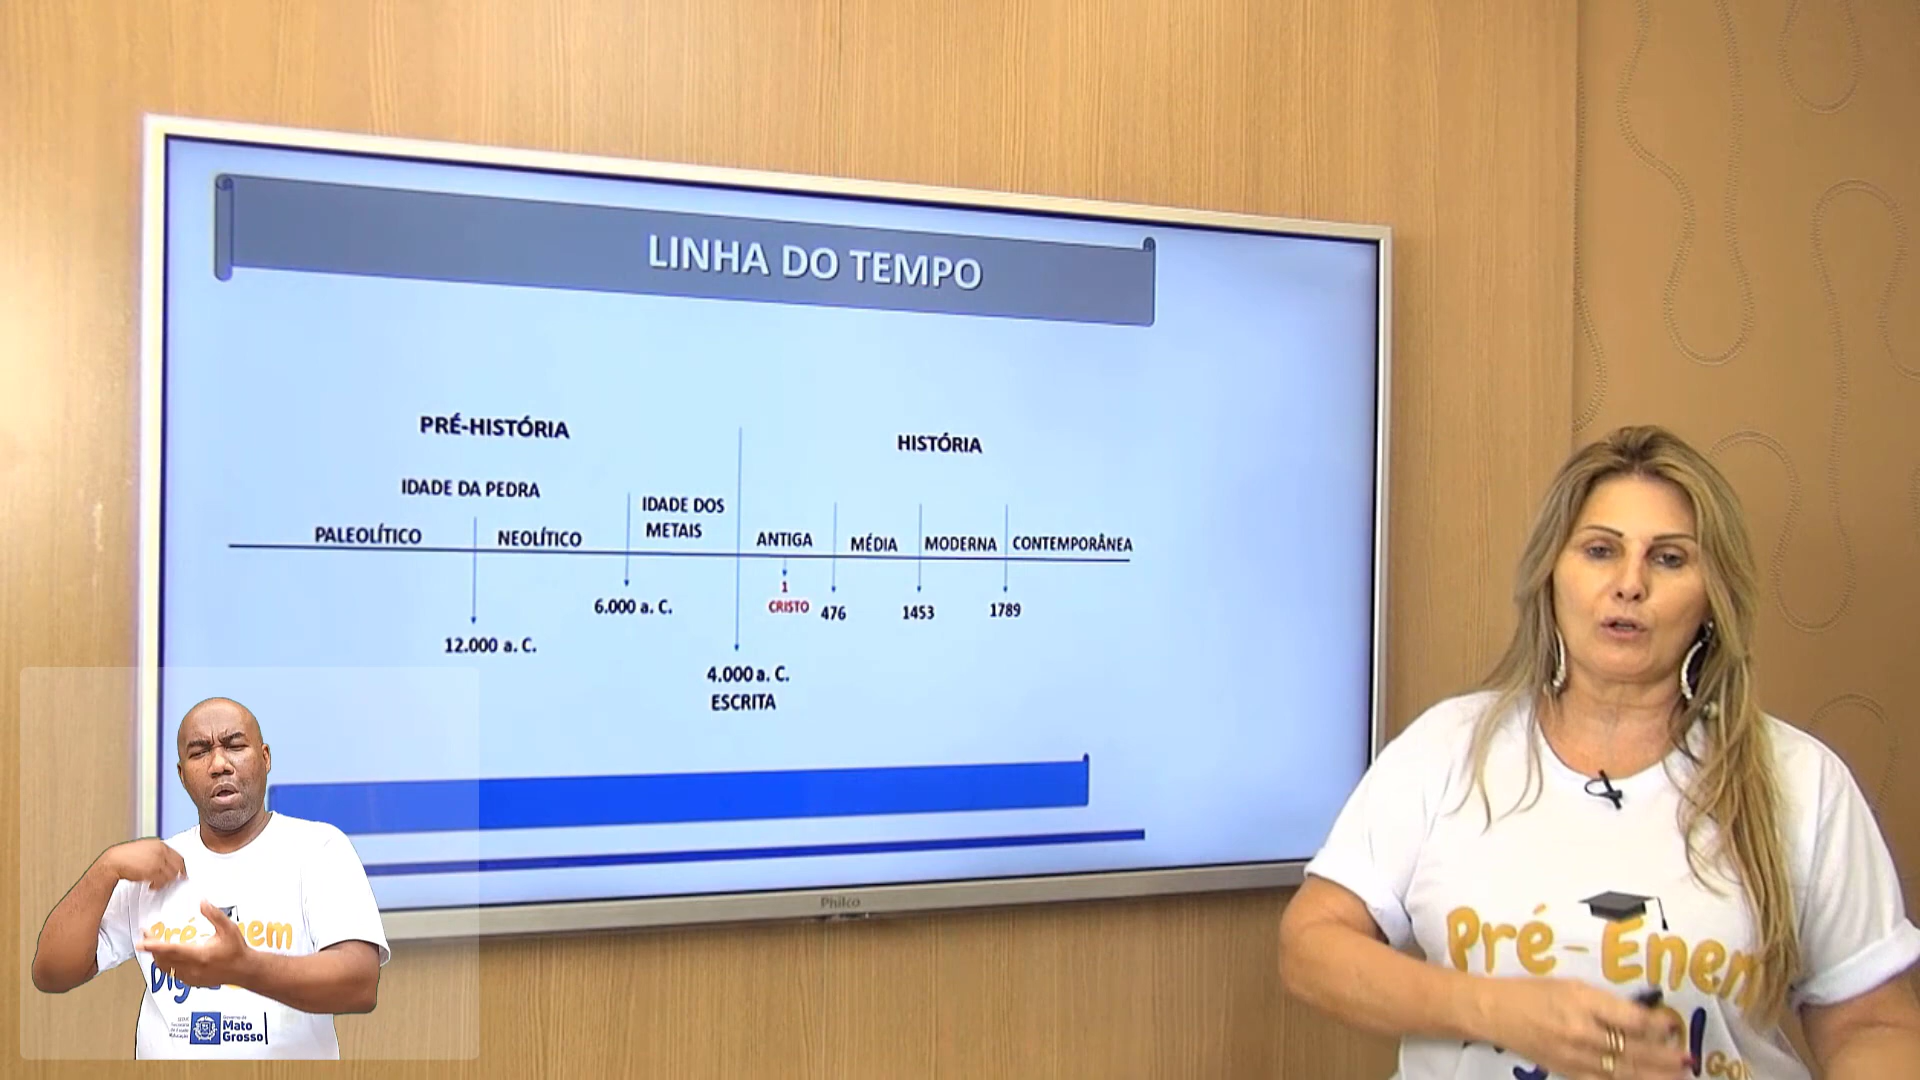 LINHA DO TEMPO
PRÉ-HISTÓRIA
HISTÓRIA
IDADE DA PEDRA
IDADE DOS
METAIS
PALEOLÍTICO
NEOLÍTICO
ANTIGA
MÉDIA
MODERNA
CONTEMPORÂNEA
1
CRISTO
6.000 a. C.
476
1453
1789
12.000 a. C.
4.000 a. C.
ESCRITA
Philco
Pré-Enem
Mato
Grosso
Pré-Enem